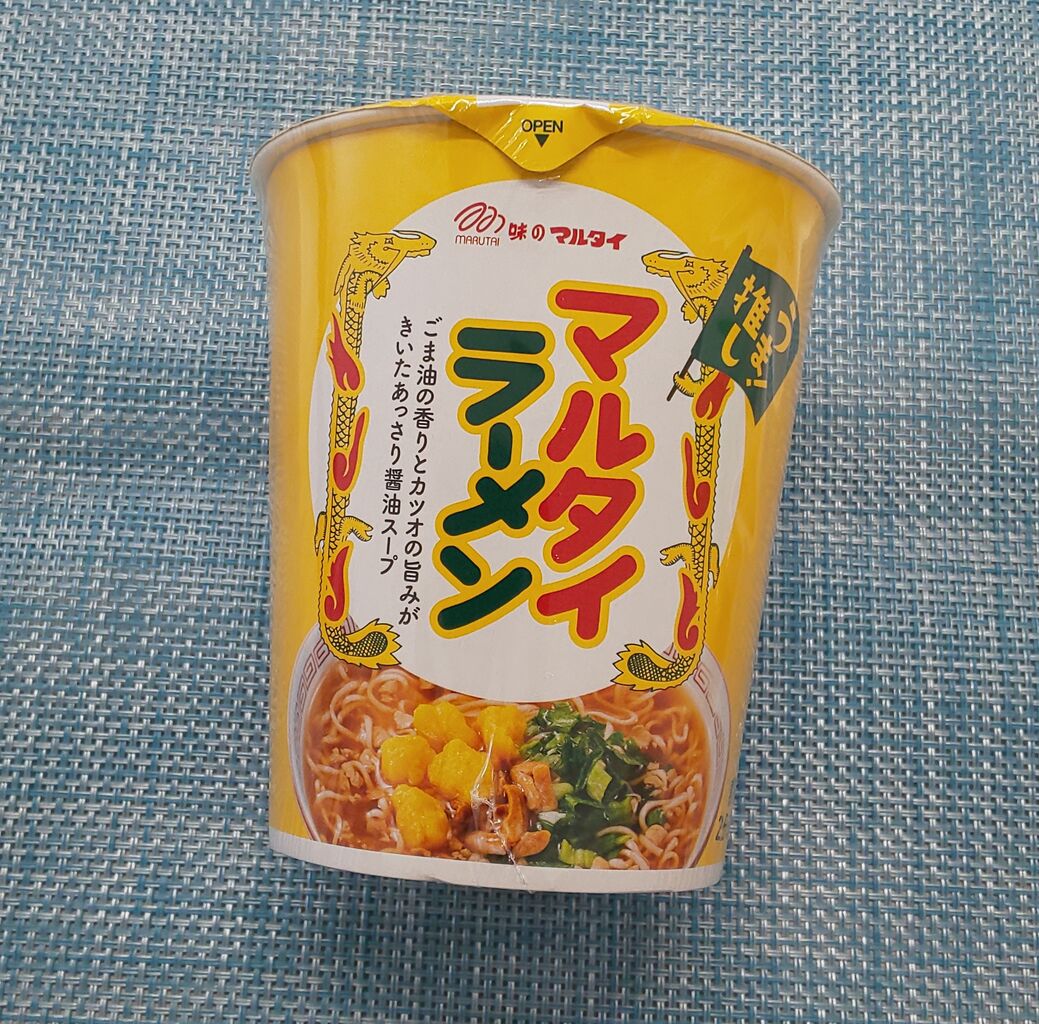 OPEN
MARUTAI 味のマルタイ
マルタイ
ラーメン
ごま油の香りとカツオの旨みが
きいたあっさり醤油スープ
推し